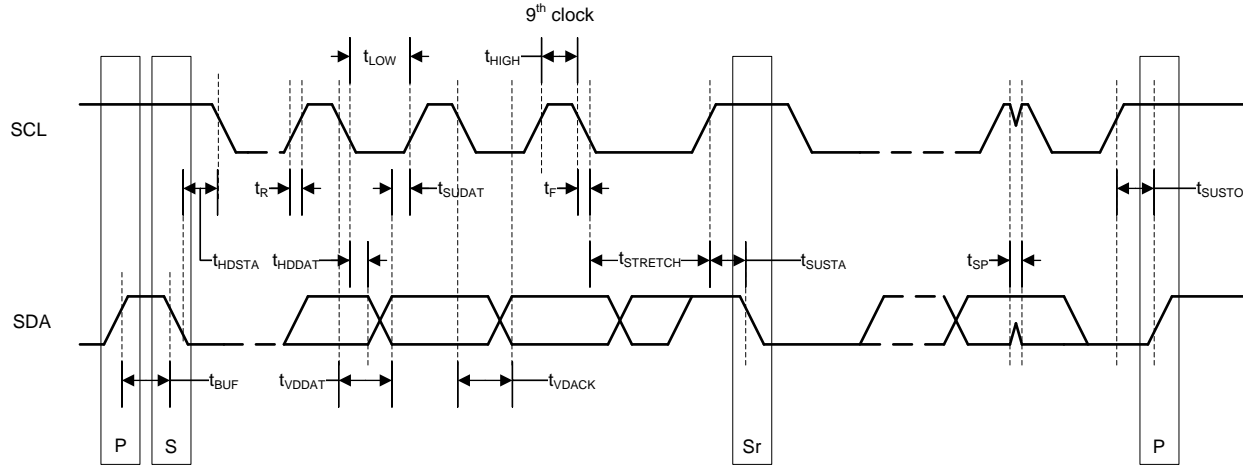 9th clock
tLOW
tHIGH
SCL
tR
tSUDAT
tF
tSUSTO
tHDSTA
tHDDAT
tSTRETCH
tSUSTA
tSP
SDA
tBUF
tVDDAT
tVDACK
P
S
Sr
P